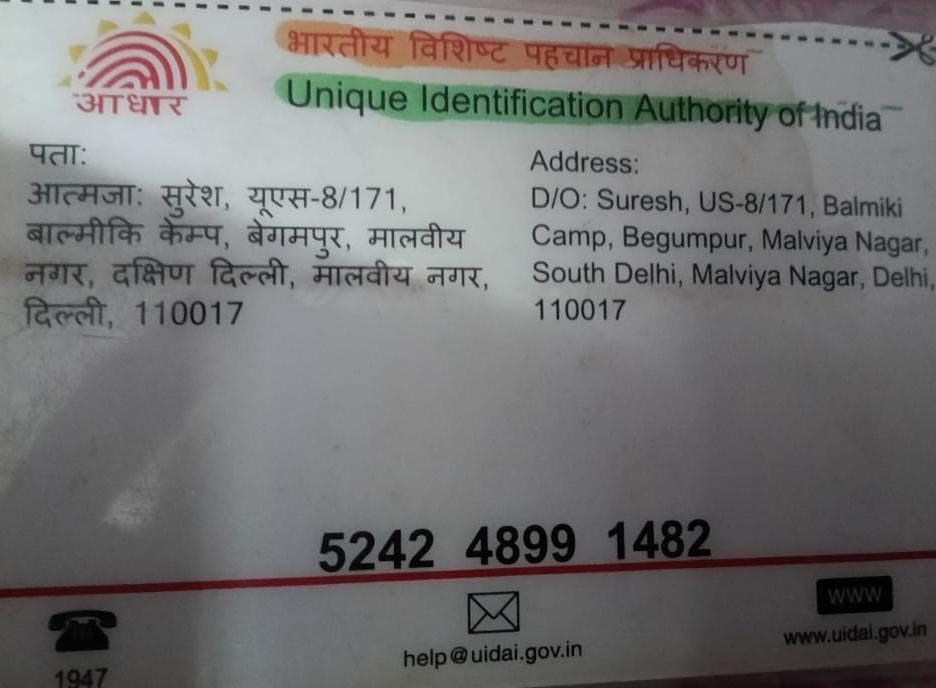 आधार
भारतीय विशिष्ट पहचान प्राधिकरण
Unique Identification Authority of India
पता:
आत्मजा: सुरेश, यूएस-8/171,
बाल्मीकि कैम्प, बेगमपुर, मालवीय
नगर, दक्षिण दिल्ली, मालवीय नगर,
दिल्ली, 110017
Address:
D/O: Suresh, US-8/171, Balmiki
Camp, Begumpur, Malviya Nagar,
South Delhi, Malviya Nagar, Delhi,
110017
5242 4899 1482
1947
help@uidai.gov.in
WWW
www.uidai.gov.in